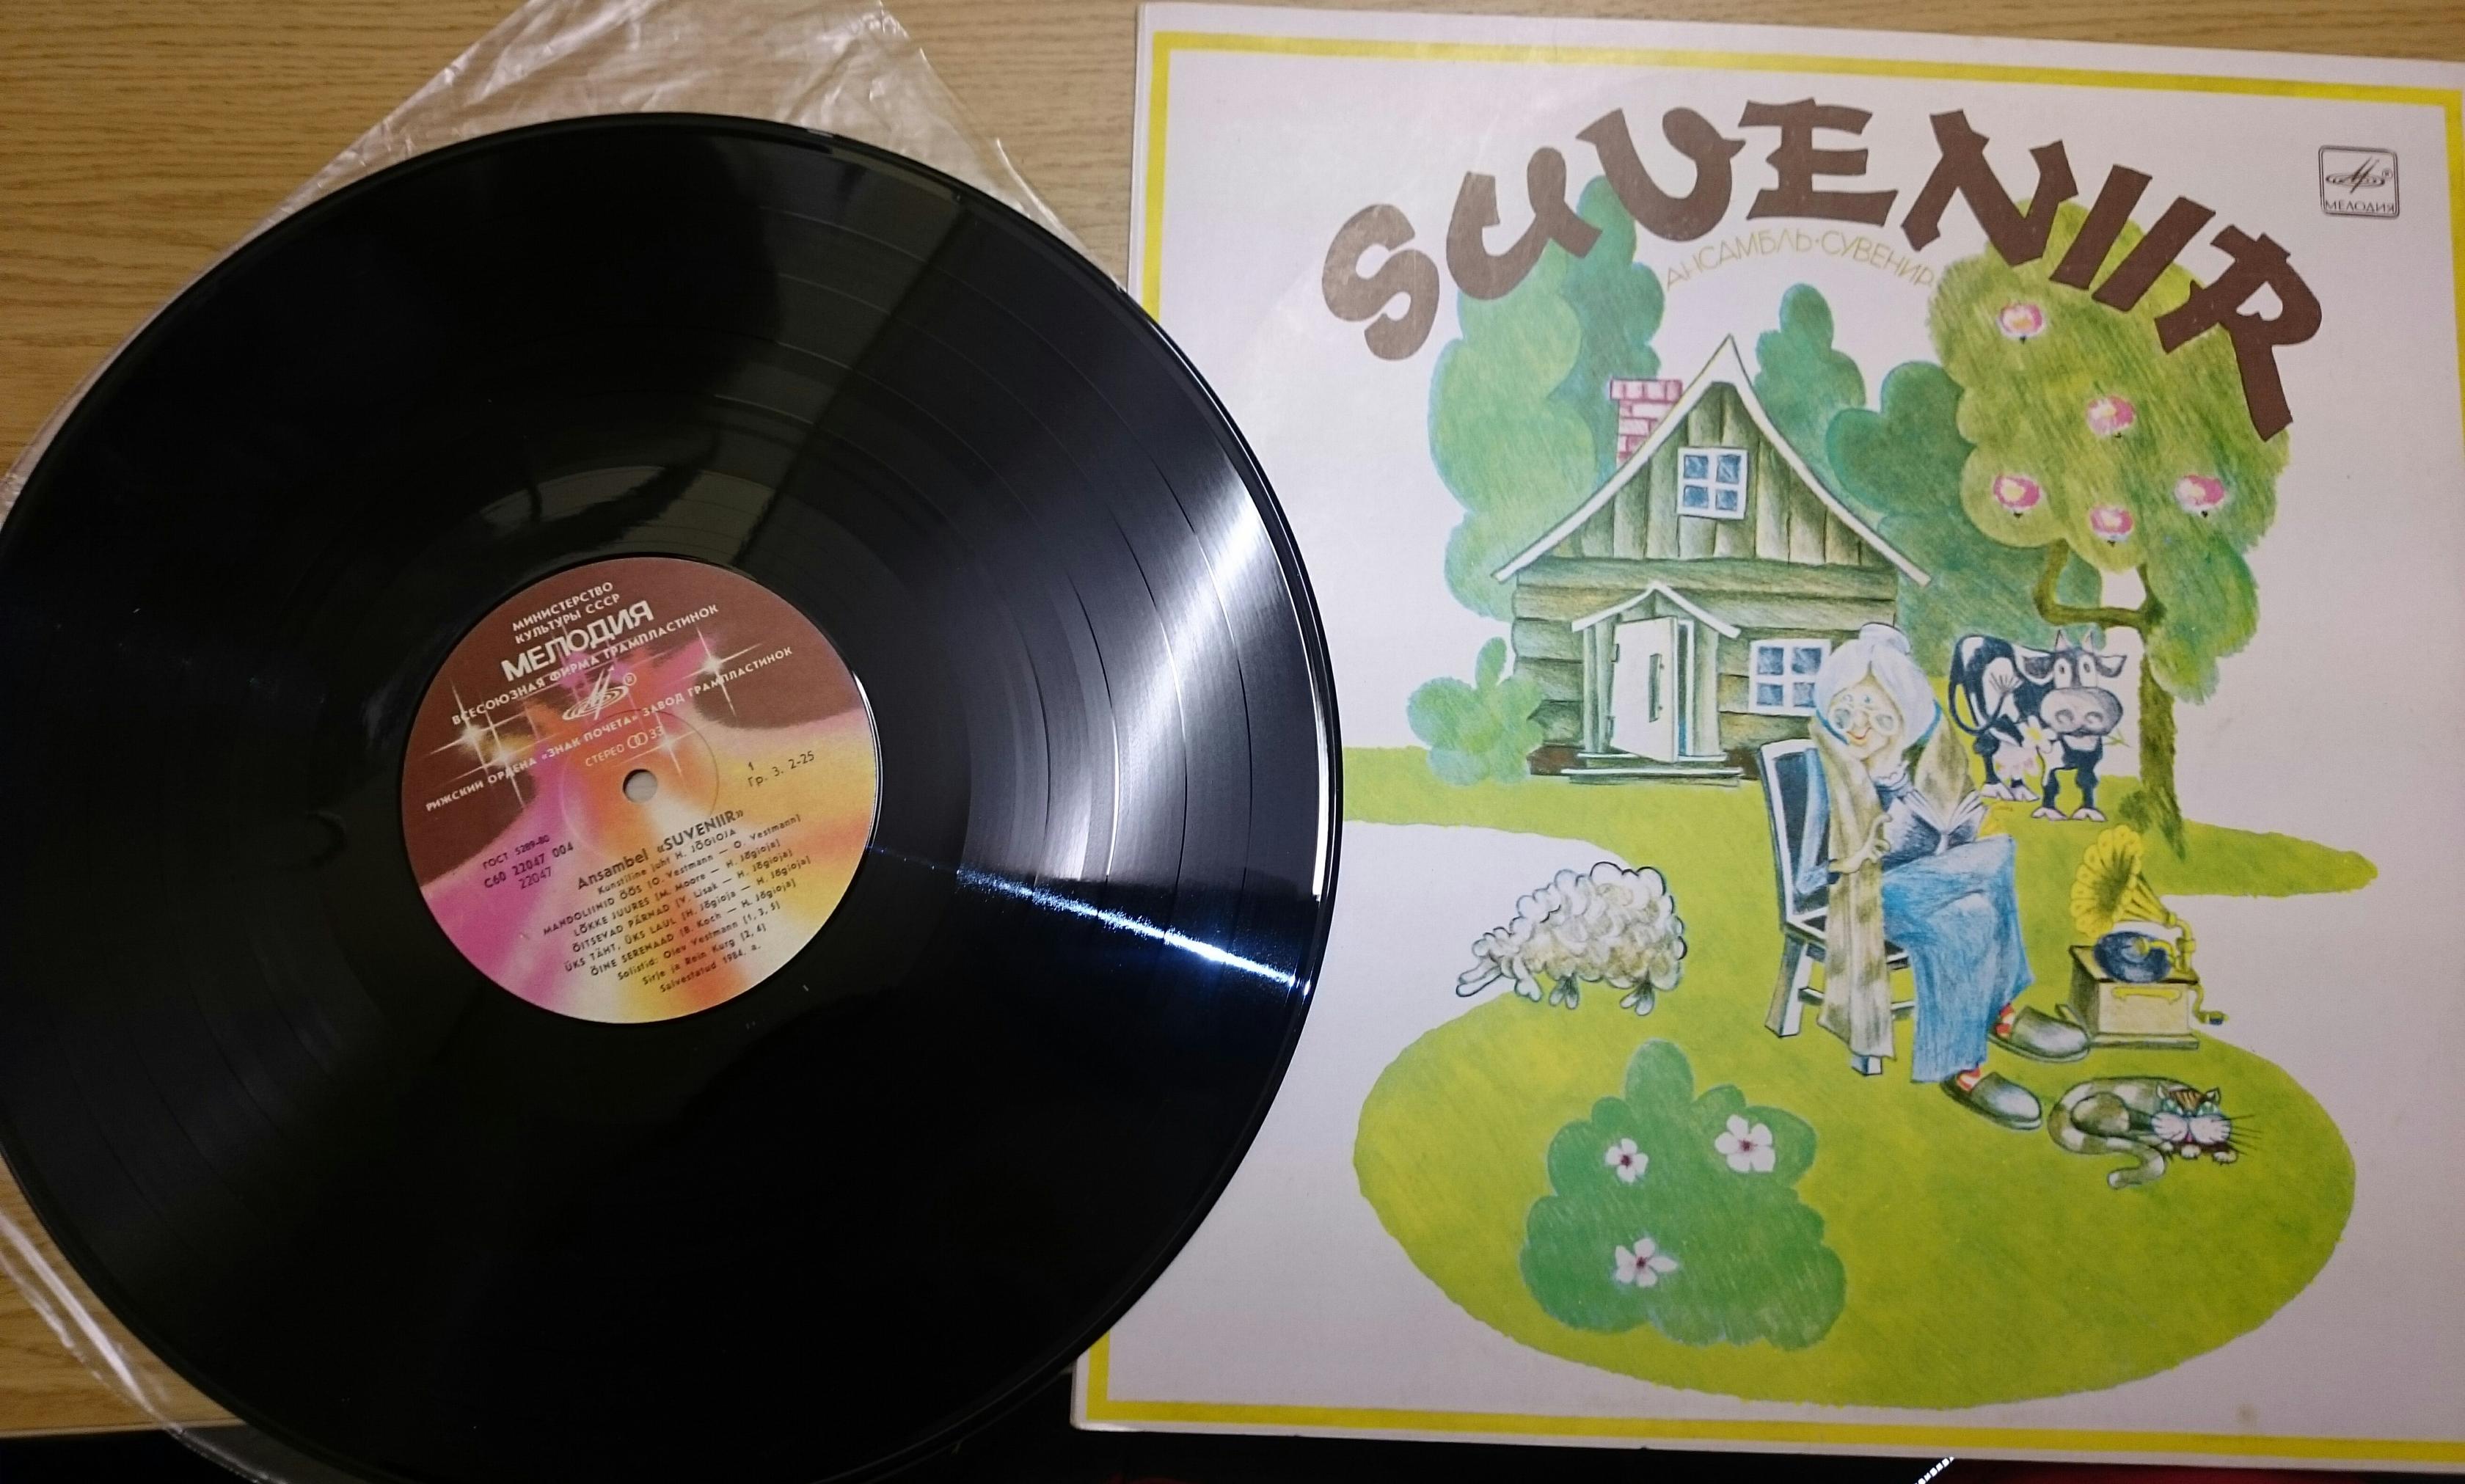 МИНИСТЕРСТВО
КУЛЬТУРЫ СССР
МЕЛОДИЯ
ВСЕСОЮЗНАЯ ФИРМА ГРАМПЛАСТИНОК
РИЖСКИЙ ОРДЕНА «ЗНАК ПОЧЕТА» ЗАВОД ГРАМПЛАСТИНОК
СТЕРЕО 33
1
Гр. 3. 2-25
ГОСТ 5289-80
С60 22047 004
22047
Ansambel «SUVENIIR»
Kunstiline juht H. JÕGIOJA
MANDOLIINID ÖÖS (O. Vestmann — O. Vestmann)
LÕKKE JUURES (M. Moore — H. Jõgioja)
ÕITSEVAD PÄRNAD (V. Lisak — H. Jõgioja)
ÜKS TÄHT, ÜKS LAUL (H. Jõgioja — H. Jõgioja)
ÖINE SERENAAD (B. Koch — H. Jõgioja)
Solistid: Olev Vestmann (1, 3, 5)
Sirje ja Rein Kurg (2, 4)
Salvestatud 1984. a.
SUVENIIR
АНСАМБЛЬ·СУВЕНИР
МЕЛОДИЯ